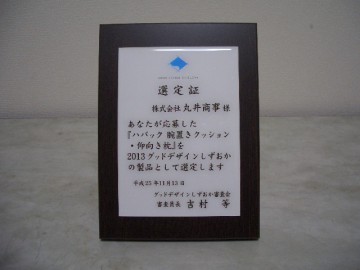 選定証
株式会社 丸井商事 様
あなたが応募した
『ハバック 腕置きクッション
・仰向き枕』を
2013グッドデザインしずおか
の製品として選定します
平成25年11月13日
グッドデザインしずおか審査会
審査委員長 吉村 等